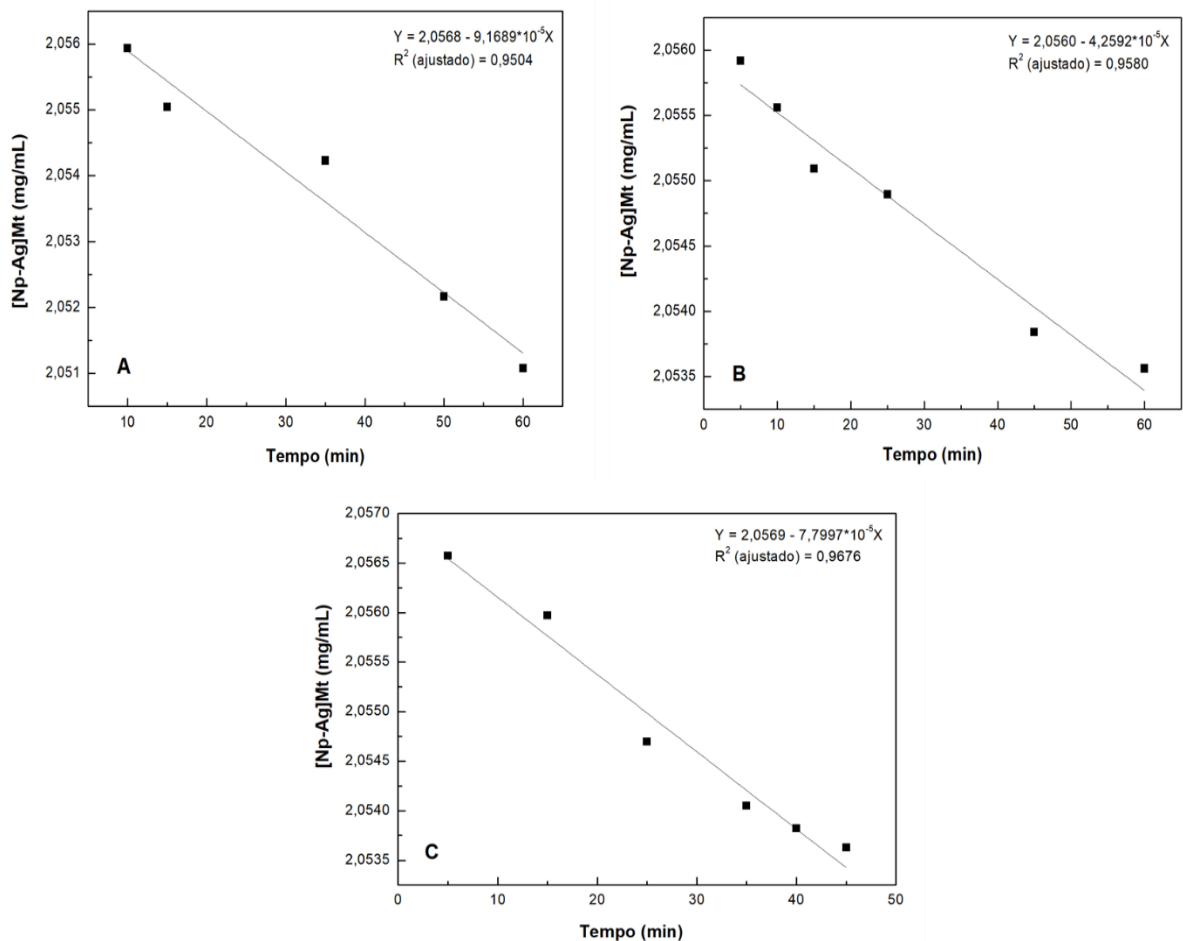 Y = 2,0568 - 9,1689*10⁻⁵X
R² (ajustado) = 0,9504
2,056
2,055
2,054
2,053
2,052
2,051
[Np-Ag]Mt (mg/mL)
A
10 20 30 40 50 60
Tempo (min)
Y = 2,0560 - 4,2592*10⁻⁵X
R² (ajustado) = 0,9580
2,0560
2,0555
2,0550
2,0545
2,0540
2,0535
[Np-Ag]Mt (mg/mL)
B
0 10 20 30 40 50 60
Tempo (min)
Y = 2,0569 - 7,7997*10⁻⁵X
R² (ajustado) = 0,9676
2,0570
2,0565
2,0560
2,0555
2,0550
2,0545
2,0540
2,0535
[Np-Ag]Mt (mg/mL)
C
0 10 20 30 40 50
Tempo (min)